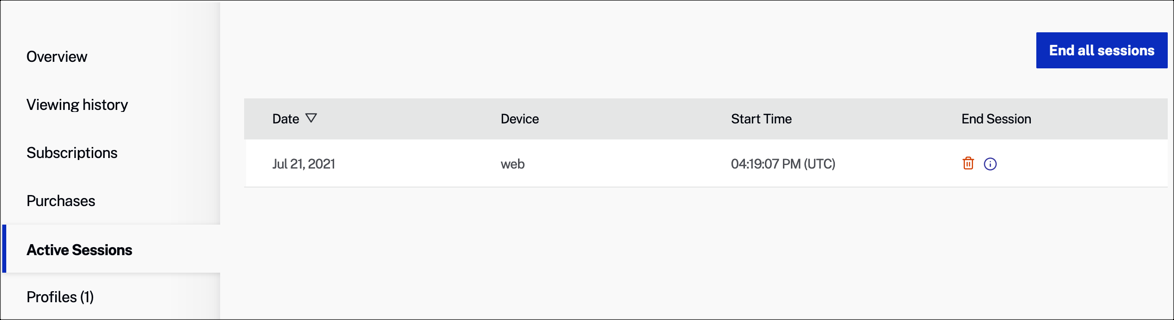 Overview
Viewing history
Subscriptions
Purchases
Active Sessions
Profiles (1)
End all sessions
Date Device Start Time End Session
Jul 21, 2021 web 04:19:07 PM (UTC)